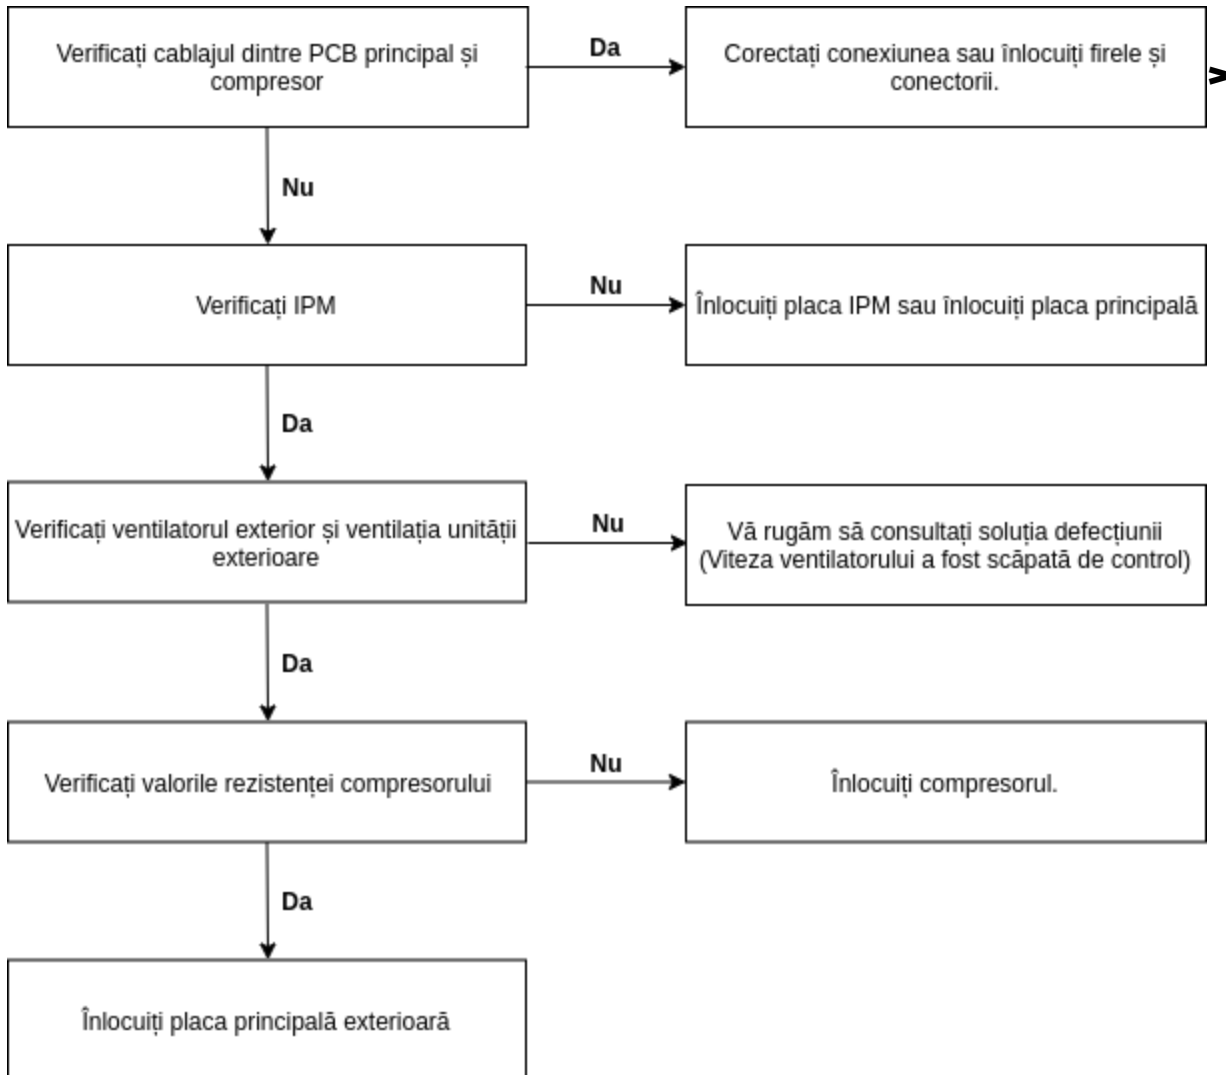 Verificați cablajul dintre PCB principal și
compresor
Da
Corectați conexiunea sau înlocuiți firele și
conectorii.
Nu
Verificați IPM
Nu
Înlocuiți placa IPM sau înlocuiți placa principală
Da
Verificați ventilatorul exterior și ventilația unității
exterioare
Nu
Vă rugăm să consultați soluția defecțiunii
(Viteza ventilatorului a fost scăpată de control)
Da
Verificați valorile rezistenței compresorului
Nu
Înlocuiți compresorul.
Da
Înlocuiți placa principală exterioară